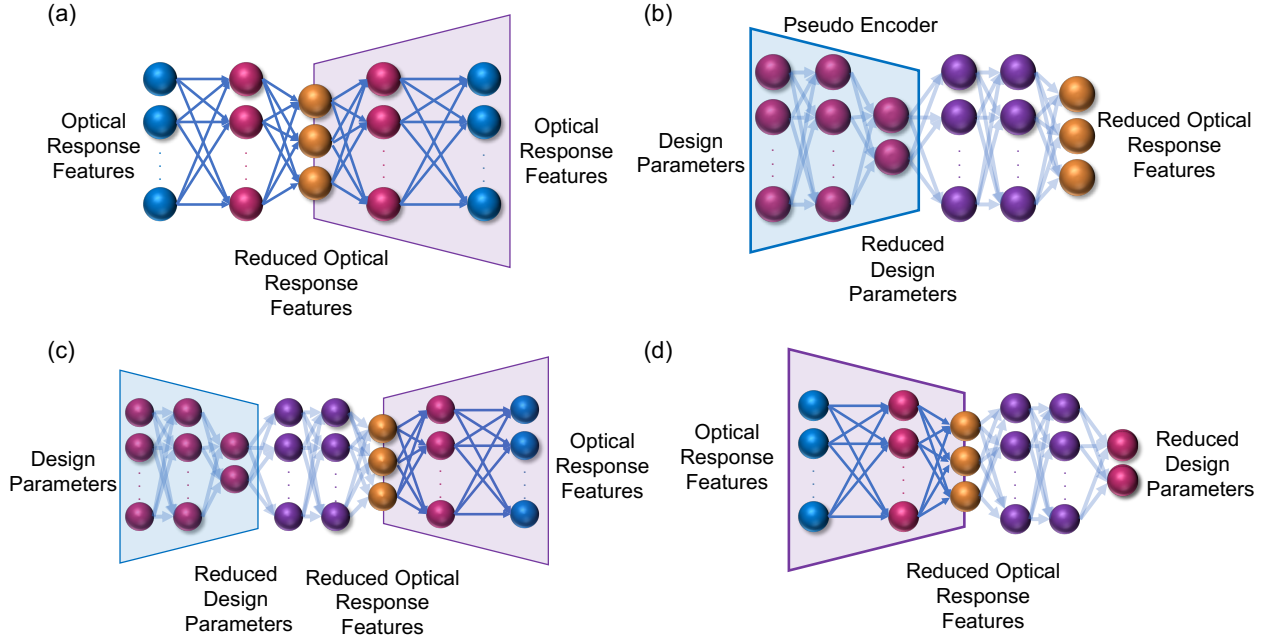 (a)
Optical
Response
Features
Optical
Response
Features
Reduced Optical
Response
Features
(b)
Pseudo Encoder
Design
Parameters
Reduced Optical
Response
Features
Reduced
Design
Parameters
(c)
Design
Parameters
Optical
Response
Features
Reduced
Design
Parameters
Reduced Optical
Response
Features
(d)
Optical
Response
Features
Reduced
Design
Parameters
Reduced Optical
Response
Features